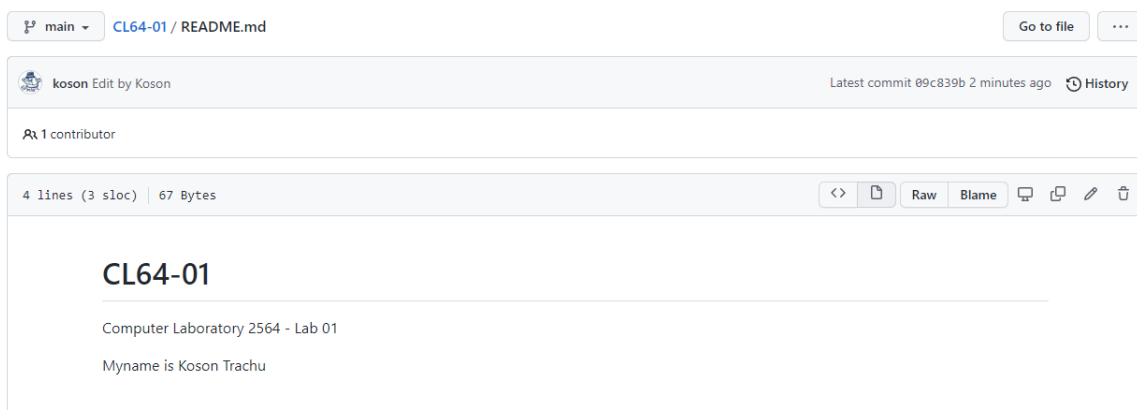 main CL64-01 / README.md Go to file ...
koson Edit by Koson Latest commit 09c839b 2 minutes ago History
1 contributor
4 lines (3 sloc) 67 Bytes <> Raw Blame
CL64-01
Computer Laboratory 2564 - Lab 01
Myname is Koson Trachu